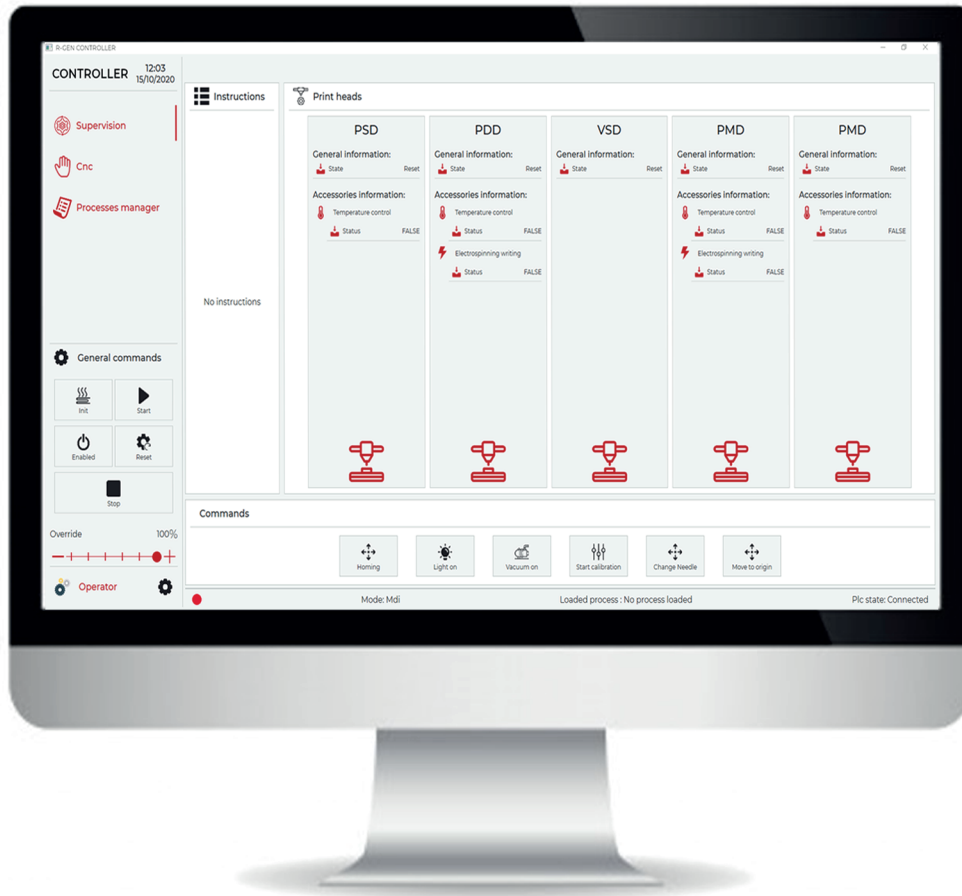 R-GEN CONTROLLER
CONTROLLER
12:03
15/10/2020
Supervision
Cnc
Processes manager
General commands
Init
Start
Enabled
Reset
Stop
Override 100%
Operator
Instructions
No instructions
Print heads
PSD
General information:
State Reset
Accessories information:
Temperature control
Status FALSE
PDD
General information:
State Reset
Accessories information:
Temperature control
Status FALSE
Electrospinning writing
Status FALSE
VSD
General information:
State Reset
PMD
General information:
State Reset
Accessories information:
Temperature control
Status FALSE
Electrospinning writing
Status FALSE
PMD
General information:
State Reset
Accessories information:
Temperature control
Status FALSE
Commands
Homing
Light on
Vacuum on
Start calibration
Change Needle
Move to origin
Mode: Mdi
Loaded process : No process loaded
Plc state: Connected